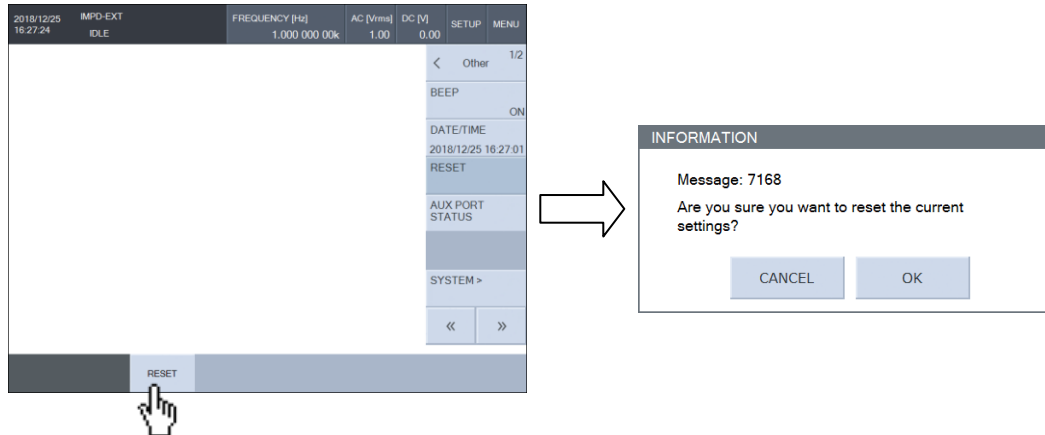 2018/12/25 IMPD-EXT FREQUENCY [Hz] AC [Vrms] DC [V] SETUP MENU
16:27:24 IDLE 1.000 000 00k 1.00 0.00
< Other 1/2
BEEP
ON
DATE/TIME
2018/12/25 16:27:01
RESET
AUX PORT
STATUS
SYSTEM >
« »
RESET
INFORMATION
Message: 7168
Are you sure you want to reset the current
settings?
CANCEL OK